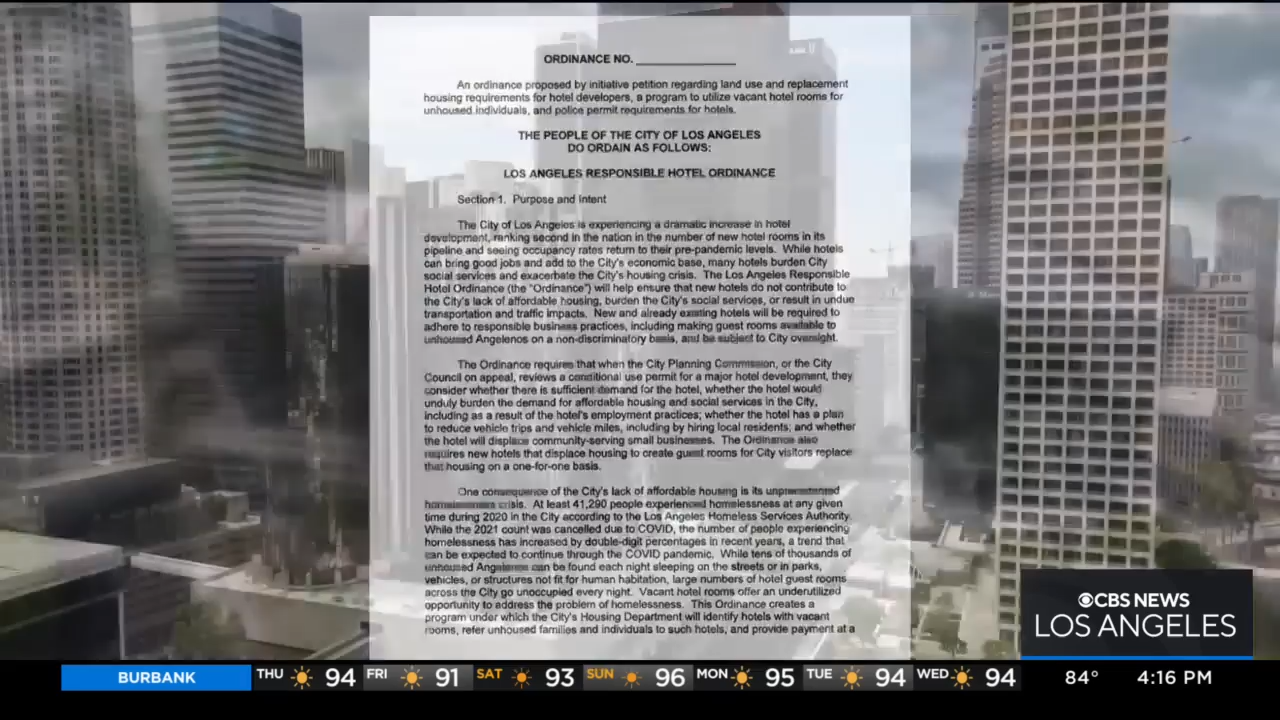 ORDINANCE NO. ____________
An ordinance proposed by initiative petition regarding land use and replacement
housing requirements for hotel developers, a program to utilize vacant hotel rooms for
unhoused individuals, and police permit requirements for hotels.
THE PEOPLE OF THE CITY OF LOS ANGELES
DO ORDAIN AS FOLLOWS:
LOS ANGELES RESPONSIBLE HOTEL ORDINANCE
Section 1. Purpose and Intent
The City of Los Angeles is experiencing a dramatic increase in hotel
development, ranking second in the nation in the number of new hotel rooms in its
pipeline and seeing occupancy rates return to their pre-pandemic levels. While hotels
can bring good jobs and add to the City's economic base, many hotels burden City
social services and exacerbate the City's housing crisis. The Los Angeles Responsible
Hotel Ordinance (the "Ordinance") will help ensure that new hotels do not contribute to
the City's lack of affordable housing, burden the City's social services, or result in undue
transportation and traffic impacts. New and already existing hotels will be required to
adhere to responsible business practices, including making guest rooms available to
unhoused Angelenos on a non-discriminatory basis, and be subject to City oversight.
The Ordinance requires that when the City Planning Commission, or the City
Council on appeal, reviews a conditional use permit for a major hotel development, they
consider whether there is sufficient demand for the hotel, whether the hotel would
unduly burden the demand for affordable housing and social services in the City,
including as a result of the hotel's employment practices; whether the hotel has a plan
to reduce vehicle trips and vehicle miles, including by hiring local residents; and whether
the hotel will displace community-serving small businesses. The Ordinance also
requires new hotels that displace housing to create guest rooms for City visitors replace
that housing on a one-for-one basis.
One consequence of the City's lack of affordable housing is its unprecedented
homelessness crisis. At least 41,290 people experienced homelessness at any given
time during 2020 in the City according to the Los Angeles Homeless Services Authority.
While the 2021 count was cancelled due to COVID, the number of people experiencing
homelessness has increased by double-digit percentages in recent years, a trend that
can be expected to continue through the COVID pandemic. While tens of thousands of
unhoused Angelenos can be found each night sleeping on the streets or in parks,
vehicles, or structures not fit for human habitation, large numbers of hotel guest rooms
across the City go unoccupied every night. Vacant hotel rooms offer an underutilized
opportunity to address the problem of homelessness. This Ordinance creates a
program under which the City's Housing Department will identify hotels with vacant
rooms, refer unhoused families and individuals to such hotels, and provide payment at a
CBS NEWS
LOS ANGELES
BURBANK THU 94 FRI 91 SAT 93 SUN 96 MON 95 TUE 94 WED 94 84° 4:16 PM